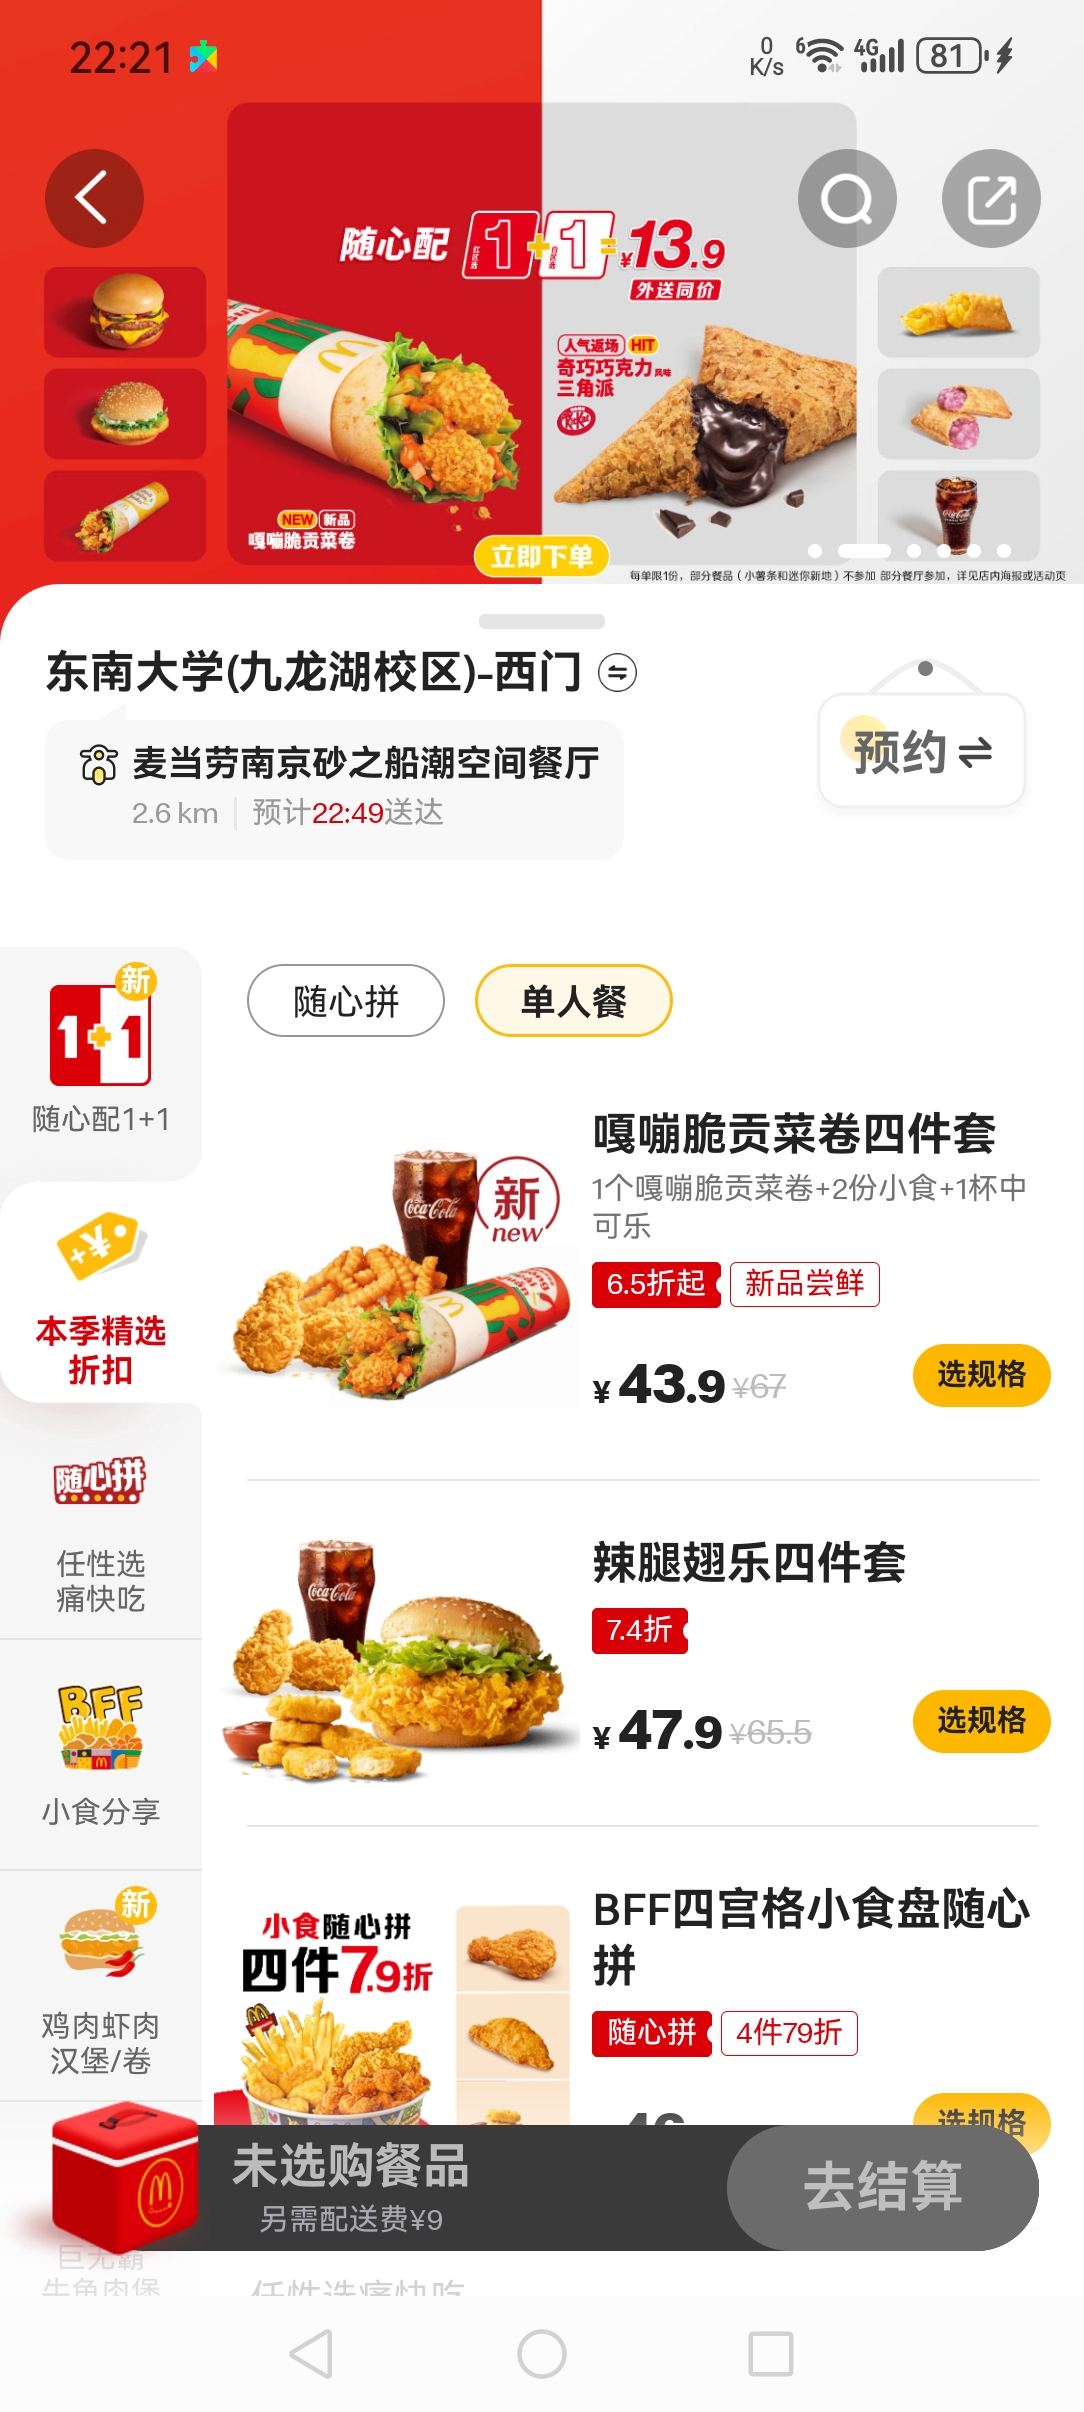 22:21
0 K/s
6
4G
81
随心配 1+1=¥13.9
红区选
白区选
外送同价
人气返场 HIT
奇巧巧克力风味
三角派
KitKat
NEW 新品
嘎嘣脆贡菜卷
立即下单
每单限1份，部分餐品（小薯条和迷你新地）不参加 部分餐厅参加，详见店内海报或活动页
东南大学(九龙湖校区)-西门
麦当劳南京砂之船潮空间餐厅
2.6 km 预计22:49送达
预约
新
1+1
随心配1+1
本季精选
折扣
随心拼
任性选
痛快吃
BFF
小食分享
新
鸡肉虾肉
汉堡/卷
巨无霸
牛鱼肉堡
随心拼
单人餐
Coca-Cola
新
new
嘎嘣脆贡菜卷四件套
1个嘎嘣脆贡菜卷+2份小食+1杯中
可乐
6.5折起 新品尝鲜
¥43.9 ¥67
选规格
Coca-Cola
辣腿翅乐四件套
7.4折
¥47.9 ¥65.5
选规格
小食随心拼
四件7.9折
BFF四宫格小食盘随心
拼
随心拼 4件79折
选规格
未选购餐品
另需配送费¥9
去结算
任性选痛快吃